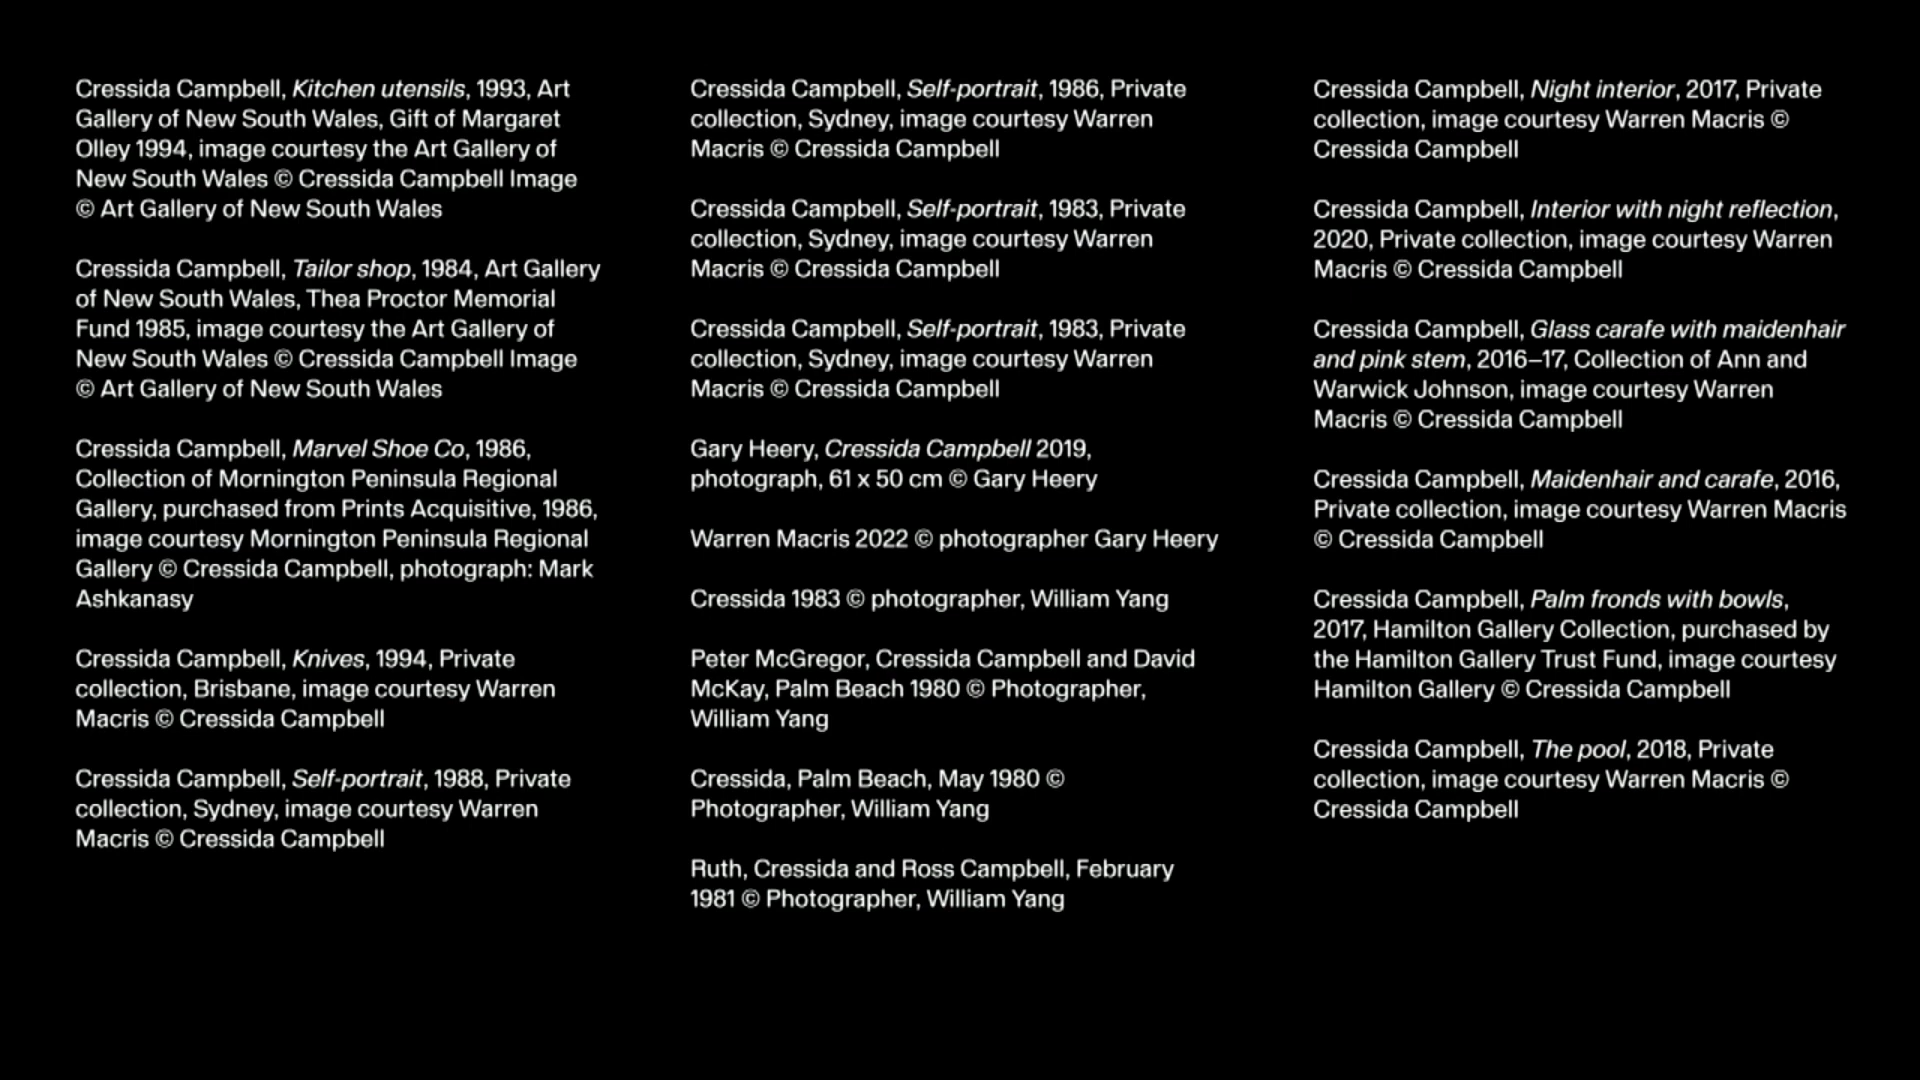 Cressida Campbell, Kitchen utensils, 1993, Art
Gallery of New South Wales, Gift of Margaret
Olley 1994, image courtesy the Art Gallery of
New South Wales © Cressida Campbell Image
© Art Gallery of New South Wales
Cressida Campbell, Tailor shop, 1984, Art Gallery
of New South Wales, Thea Proctor Memorial
Fund 1985, image courtesy the Art Gallery of
New South Wales © Cressida Campbell Image
© Art Gallery of New South Wales
Cressida Campbell, Marvel Shoe Co, 1986,
Collection of Mornington Peninsula Regional
Gallery, purchased from Prints Acquisitive, 1986,
image courtesy Mornington Peninsula Regional
Gallery © Cressida Campbell, photograph: Mark
Ashkanasy
Cressida Campbell, Knives, 1994, Private
collection, Brisbane, image courtesy Warren
Macris © Cressida Campbell
Cressida Campbell, Self-portrait, 1988, Private
collection, Sydney, image courtesy Warren
Macris © Cressida Campbell
Cressida Campbell, Self-portrait, 1986, Private
collection, Sydney, image courtesy Warren
Macris © Cressida Campbell
Cressida Campbell, Self-portrait, 1983, Private
collection, Sydney, image courtesy Warren
Macris © Cressida Campbell
Cressida Campbell, Self-portrait, 1983, Private
collection, Sydney, image courtesy Warren
Macris © Cressida Campbell
Gary Heery, Cressida Campbell 2019,
photograph, 61 x 50 cm © Gary Heery
Warren Macris 2022 © photographer Gary Heery
Cressida 1983 © photographer, William Yang
Peter McGregor, Cressida Campbell and David
McKay, Palm Beach 1980 © Photographer,
William Yang
Cressida, Palm Beach, May 1980 ©
Photographer, William Yang
Ruth, Cressida and Ross Campbell, February
1981 © Photographer, William Yang
Cressida Campbell, Night interior, 2017, Private
collection, image courtesy Warren Macris ©
Cressida Campbell
Cressida Campbell, Interior with night reflection,
2020, Private collection, image courtesy Warren
Macris © Cressida Campbell
Cressida Campbell, Glass carafe with maidenhair
and pink stem, 2016–17, Collection of Ann and
Warwick Johnson, image courtesy Warren
Macris © Cressida Campbell
Cressida Campbell, Maidenhair and carafe, 2016,
Private collection, image courtesy Warren Macris
© Cressida Campbell
Cressida Campbell, Palm fronds with bowls,
2017, Hamilton Gallery Collection, purchased by
the Hamilton Gallery Trust Fund, image courtesy
Hamilton Gallery © Cressida Campbell
Cressida Campbell, The pool, 2018, Private
collection, image courtesy Warren Macris ©
Cressida Campbell